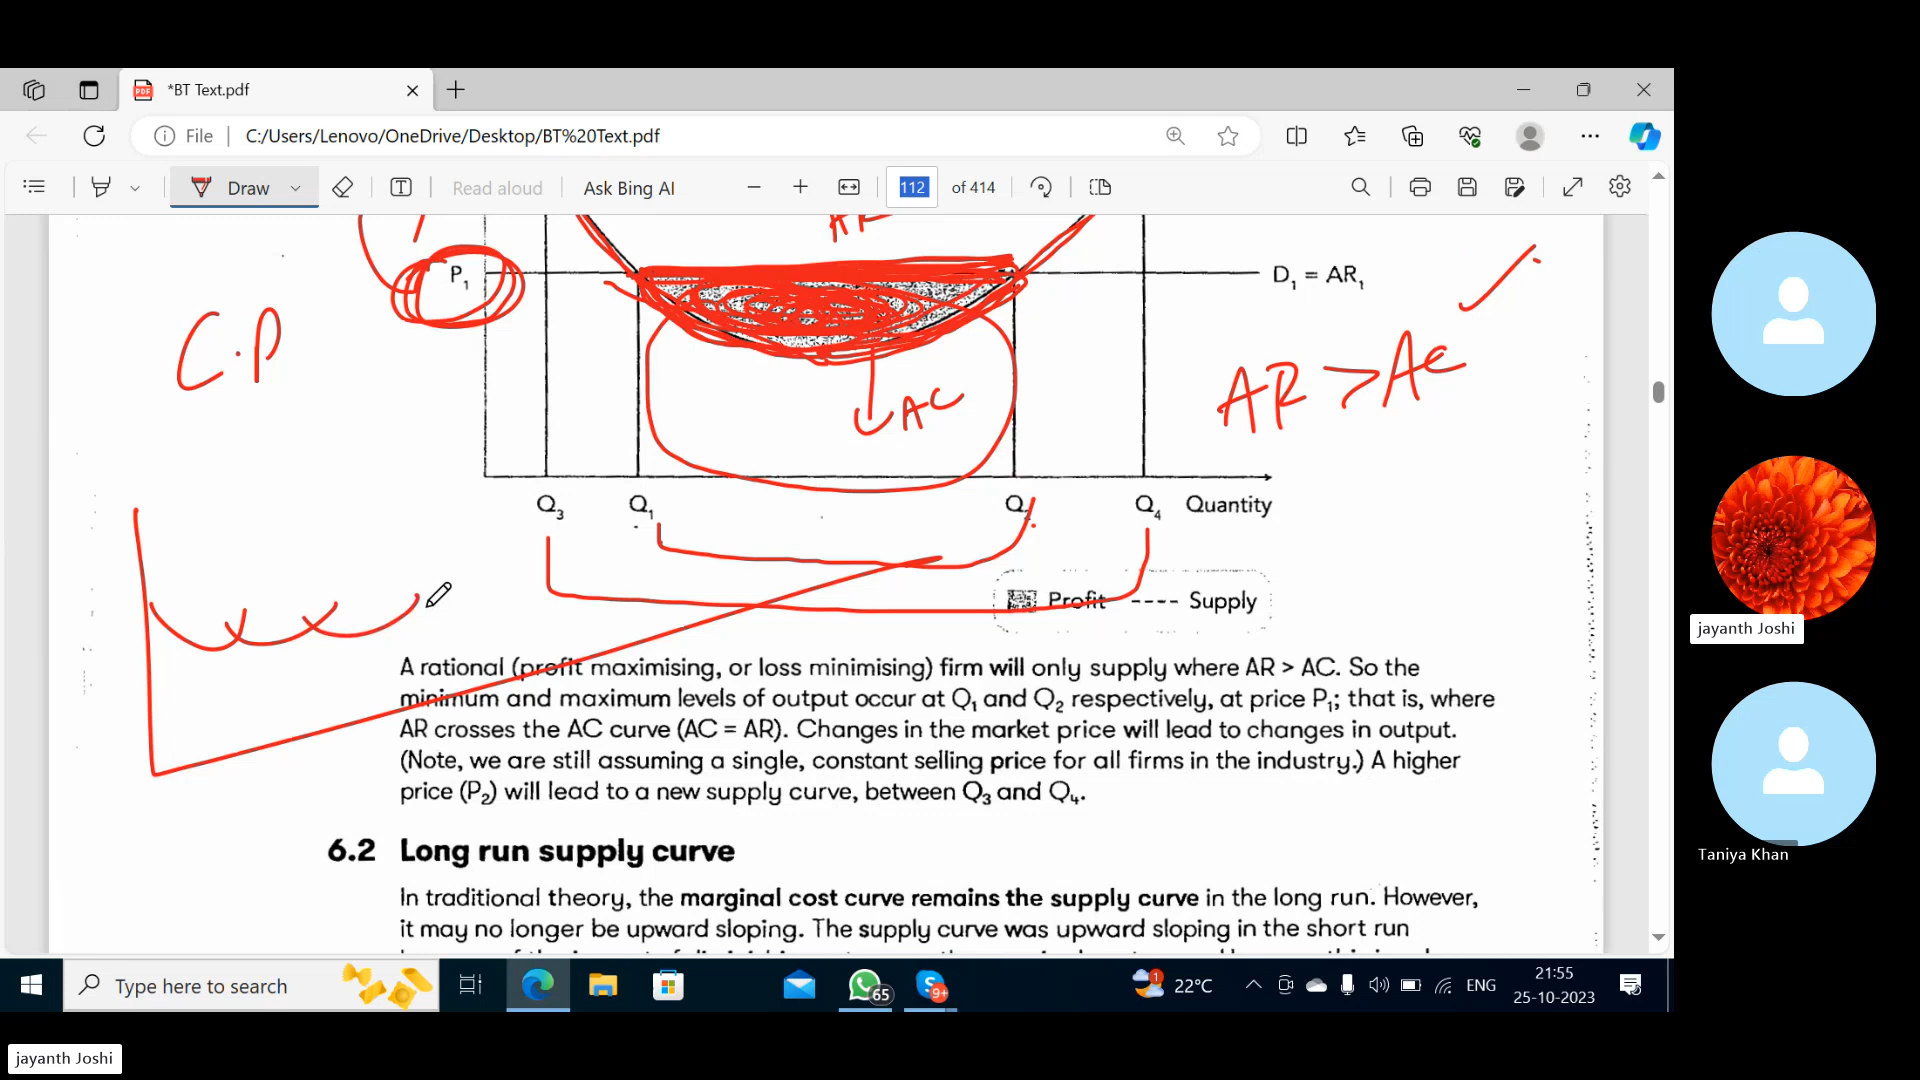 *BT Text.pdf
File
C:/Users/Lenovo/OneDrive/Desktop/BT%20Text.pdf
Draw
Read aloud
Ask Bing AI
112 of 414
AR
P1
D1 = AR1
C.P
AR > AC
AC
Q3 Q1 Q2 Q4 Quantity
Profit ---- Supply
A rational (profit maximising, or loss minimising) firm will only supply where AR > AC. So the
minimum and maximum levels of output occur at Q1 and Q2 respectively, at price P1; that is, where
AR crosses the AC curve (AC = AR). Changes in the market price will lead to changes in output.
(Note, we are still assuming a single, constant selling price for all firms in the industry.) A higher
price (P2) will lead to a new supply curve, between Q3 and Q4.
6.2 Long run supply curve
In traditional theory, the marginal cost curve remains the supply curve in the long run. However,
it may no longer be upward sloping. The supply curve was upward sloping in the short run
jayanth Joshi
Taniya Khan
Type here to search
65
9+
1
22°C
ENG
21:55
25-10-2023
jayanth Joshi